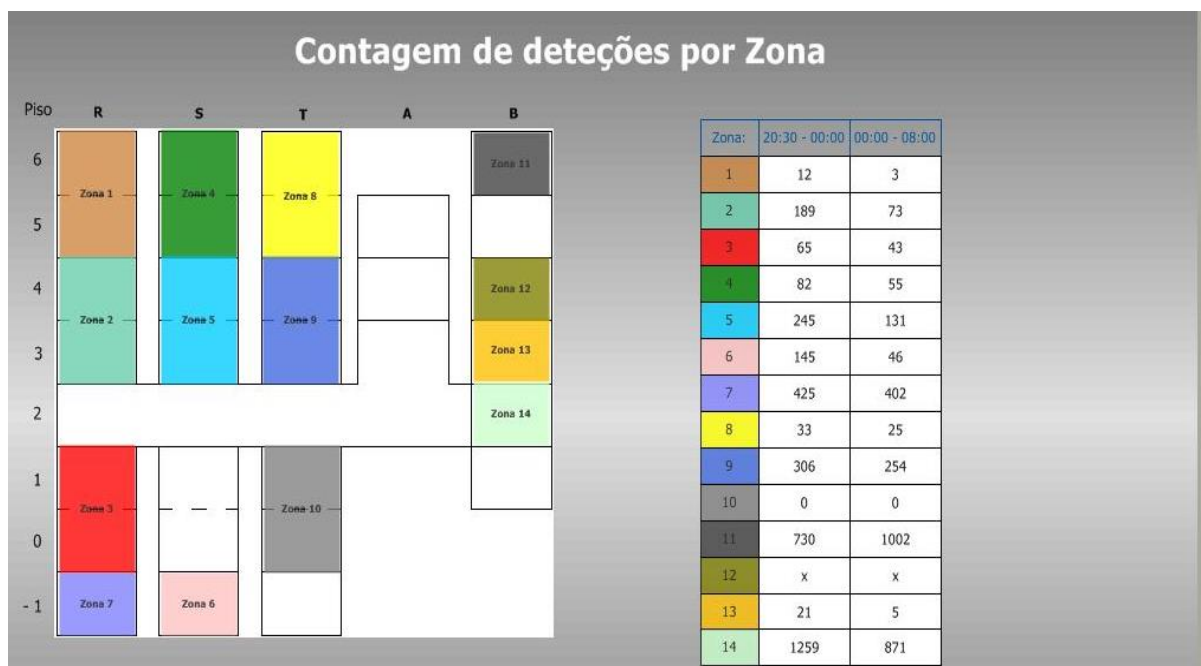 Contagem de deteções por Zona
Piso R S T A B
6
5
4
3
2
1
0
- 1
Zona 1 Zona 4 Zona 8 Zona 11
Zona 2 Zona 5 Zona 9 Zona 12
Zona 13
Zona 14
Zona 3 Zona 10
Zona 7 Zona 6
Zona: 20:30 - 00:00 00:00 - 08:00
1 12 3
2 189 73
3 65 43
4 82 55
5 245 131
6 145 46
7 425 402
8 33 25
9 306 254
10 0 0
11 730 1002
12 x x
13 21 5
14 1259 871